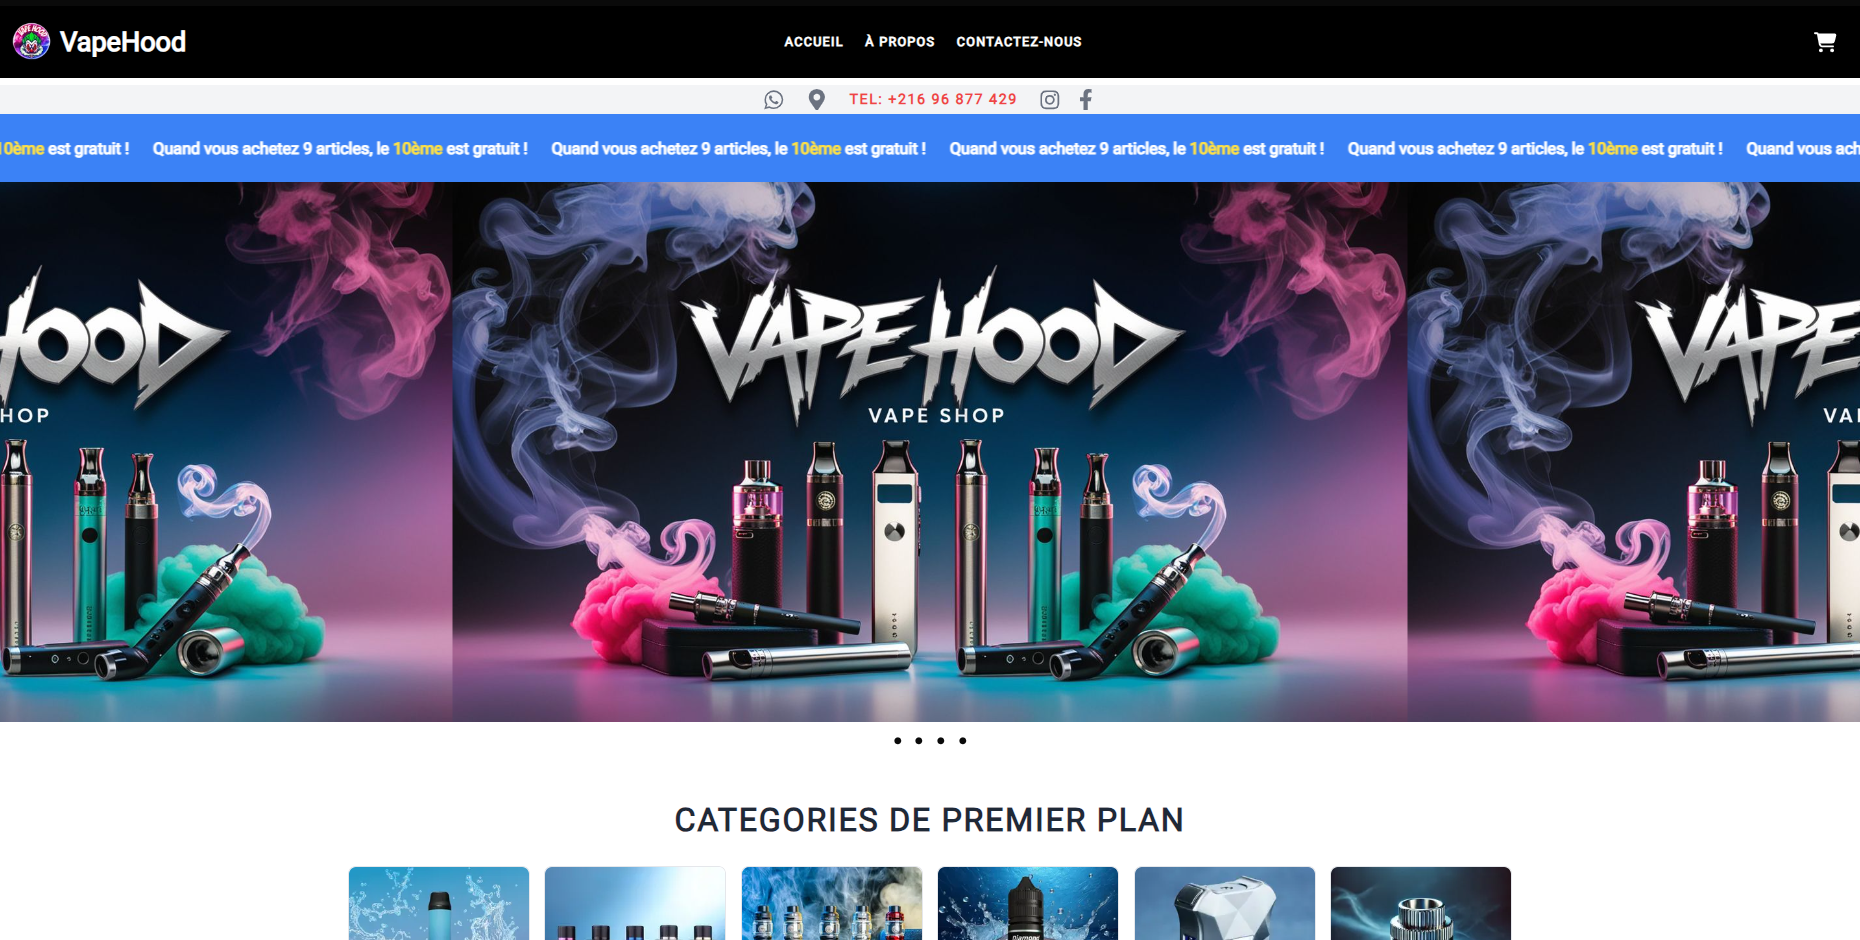 VapeHood
ACCUEIL À PROPOS CONTACTEZ-NOUS
TEL: +216 96 877 429
10ème est gratuit ! Quand vous achetez 9 articles, le 10ème est gratuit ! Quand vous achetez 9 articles, le 10ème est gratuit ! Quand vous achetez 9 articles, le 10ème est gratuit ! Quand vous achetez 9 articles, le 10ème est gratuit ! Quand vous ach
HOOD VAPE HOOD VAPE
HOP VAPE SHOP VAP
CATEGORIES DE PREMIER PLAN
Diamond